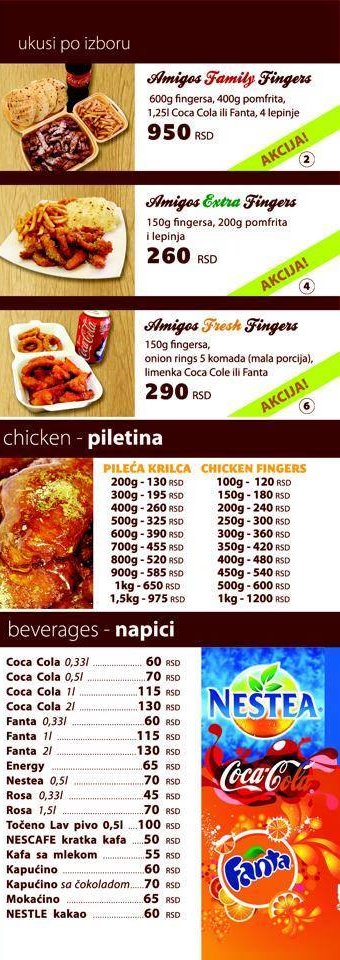 ukusi po izboru
Amigos Family Fingers
600g fingersa, 400g pomfrita,
1,25l Coca Cola ili Fanta, 4 lepinje
950 RSD
AKCIJA!
2
Amigos Extra Fingers
150g fingersa, 200g pomfrita
i lepinja
260 RSD
AKCIJA!
4
Amigos Fresh Fingers
150g fingersa,
onion rings 5 komada (mala porcija),
limenka Coca Cole ili Fanta
290 RSD
AKCIJA!
6
Coca-Cola
chicken - piletina
PILEĆA KRILCA CHICKEN FINGERS
200g - 130 RSD 100g - 120 RSD
300g - 195 RSD 150g - 180 RSD
400g - 260 RSD 200g - 240 RSD
500g - 325 RSD 250g - 300 RSD
600g - 390 RSD 300g - 360 RSD
700g - 455 RSD 350g - 420 RSD
800g - 520 RSD 400g - 480 RSD
900g - 585 RSD 450g - 540 RSD
1kg - 650 RSD 500g - 600 RSD
1,5kg - 975 RSD 1kg - 1200 RSD
beverages - napici
Coca Cola 0,33l 60 RSD
Coca Cola 0,5l 70 RSD
Coca Cola 1l 115 RSD
Coca Cola 2l 130 RSD
Fanta 0,33l 60 RSD
Fanta 1l 115 RSD
Fanta 2l 130 RSD
Energy 65 RSD
Nestea 0,5l 70 RSD
Rosa 0,33l 45 RSD
Rosa 1,5l 70 RSD
Točeno Lav pivo 0,5l 100 RSD
NESCAFE kratka kafa 50 RSD
Kafa sa mlekom 55 RSD
Kapućino 60 RSD
Kapućino sa čokoladom 70 RSD
Mokaćino 65 RSD
NESTLE kakao 60 RSD
NESTEA
Coca-Cola
Fanta